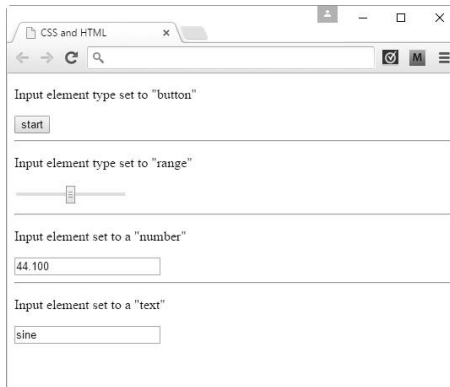 CSS and HTML
M
Input element type set to "button"
start
Input element type set to "range"
Input element set to a "number"
44.100
Input element set to a "text"
sine